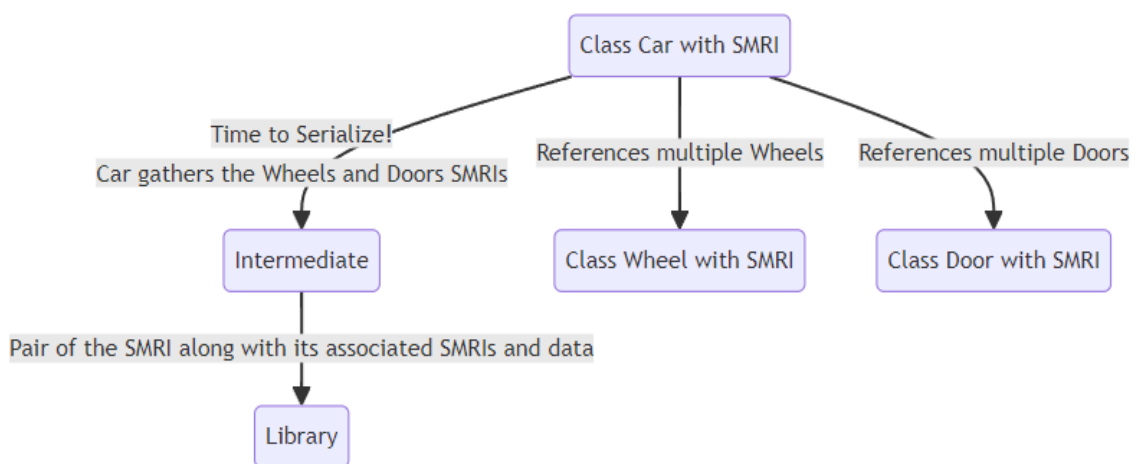 Class Car with SMRI
Time to Serialize!
Car gathers the Wheels and Doors SMRIs
References multiple Wheels
References multiple Doors
Intermediate
Class Wheel with SMRI
Class Door with SMRI
Pair of the SMRI along with its associated SMRIs and data
Library